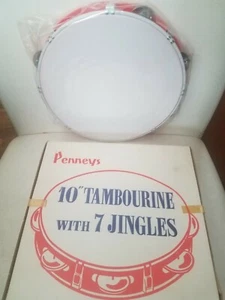 Penneys
10" TAMBOURINE
WITH 7 JINGLES